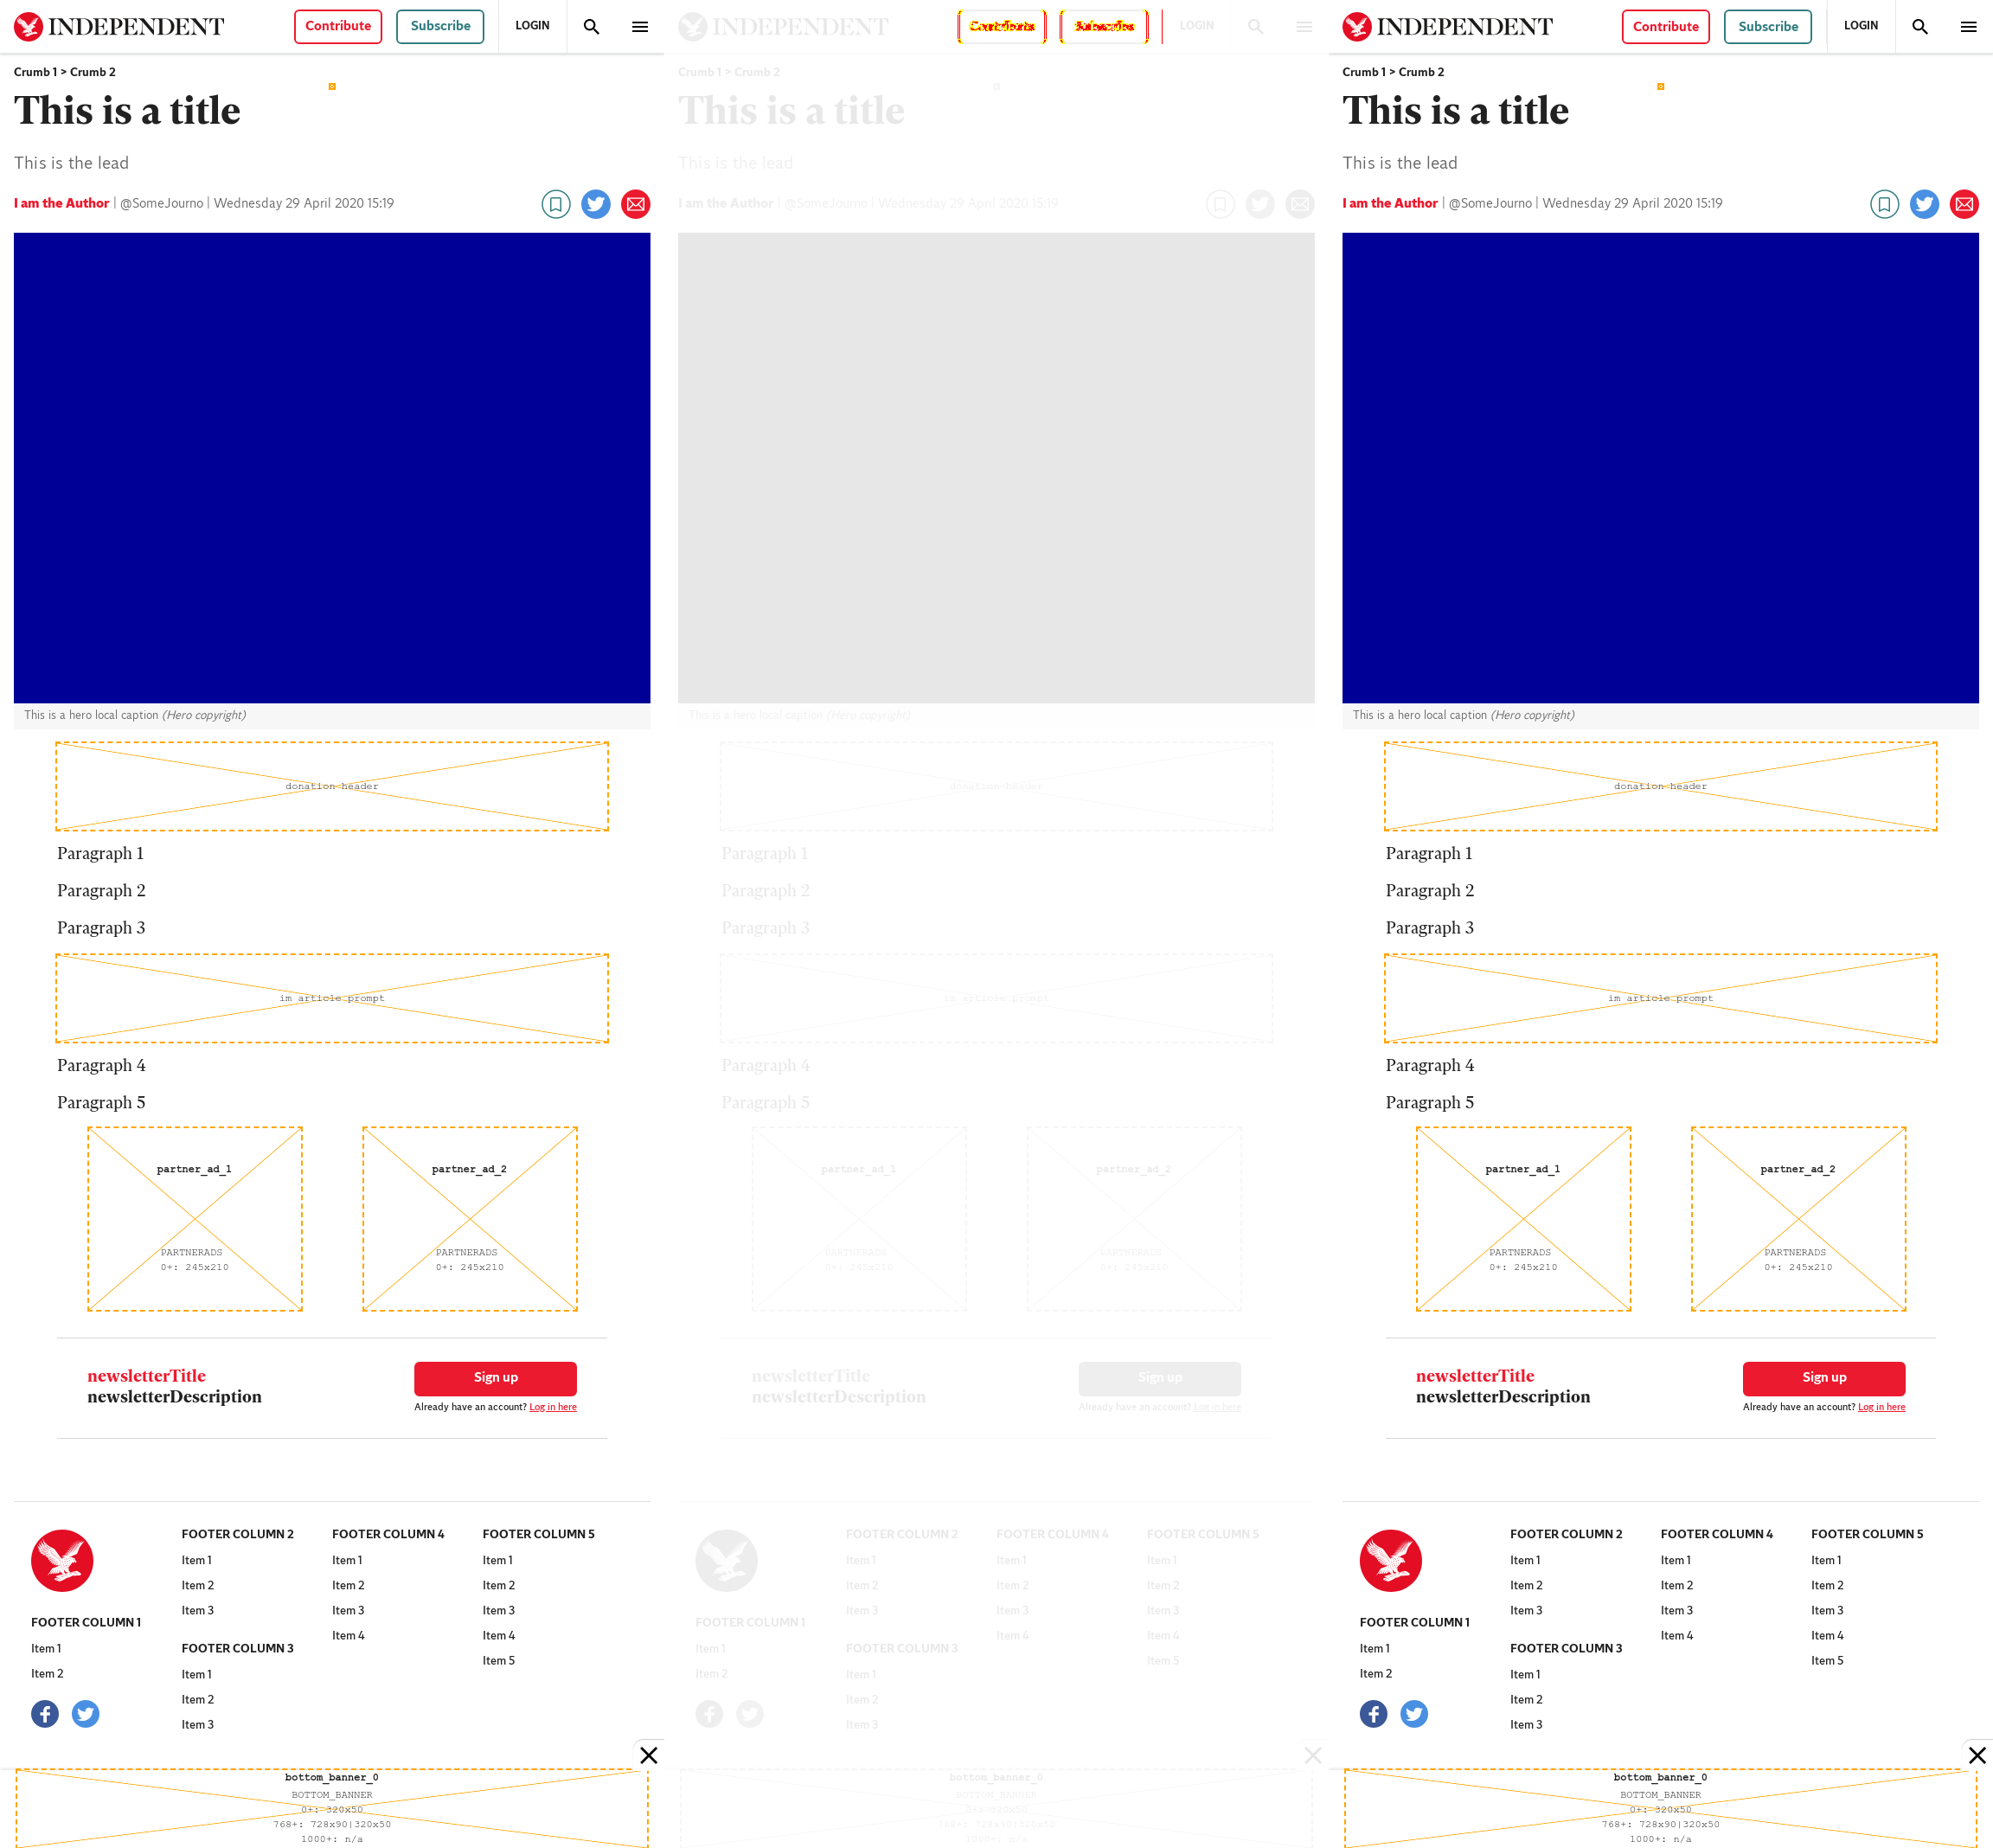 INDEPENDENT Contribute Subscribe LOGIN
Crumb 1 > Crumb 2
This is a title
This is the lead
I am the Author | @SomeJourno | Wednesday 29 April 2020 15:19
This is a hero local caption (Hero copyright)
donation header
Paragraph 1
Paragraph 2
Paragraph 3
im article prompt
Paragraph 4
Paragraph 5
partner_ad_1 partner_ad_2
PARTNERADS PARTNERADS
0+: 245x210 0+: 245x210
newsletterTitle
newsletterDescription
Sign up
Already have an account? Log in here
FOOTER COLUMN 1
Item 1
Item 2
FOOTER COLUMN 2
Item 1
Item 2
Item 3
FOOTER COLUMN 3
Item 1
Item 2
Item 3
FOOTER COLUMN 4
Item 1
Item 2
Item 3
Item 4
FOOTER COLUMN 5
Item 1
Item 2
Item 3
Item 4
Item 5
bottom_banner_0
BOTTOM_BANNER
0+: 320x50
768+: 728x90|320x50
1000+: n/a
INDEPENDENT Contribute Subscribe LOGIN
Crumb 1 > Crumb 2
This is a title
This is the lead
I am the Author | @SomeJourno | Wednesday 29 April 2020 15:19
This is a hero local caption (Hero copyright)
donation header
Paragraph 1
Paragraph 2
Paragraph 3
im article prompt
Paragraph 4
Paragraph 5
partner_ad_1 partner_ad_2
PARTNERADS PARTNERADS
0+: 245x210 0+: 245x210
newsletterTitle
newsletterDescription
Sign up
Already have an account? Log in here
FOOTER COLUMN 1
Item 1
Item 2
FOOTER COLUMN 2
Item 1
Item 2
Item 3
FOOTER COLUMN 3
Item 1
Item 2
Item 3
FOOTER COLUMN 4
Item 1
Item 2
Item 3
Item 4
FOOTER COLUMN 5
Item 1
Item 2
Item 3
Item 4
Item 5
bottom_banner_0
BOTTOM_BANNER
0+: 320x50
768+: 728x90|320x50
1000+: n/a
INDEPENDENT Contribute Subscribe LOGIN
Crumb 1 > Crumb 2
This is a title
This is the lead
I am the Author | @SomeJourno | Wednesday 29 April 2020 15:19
This is a hero local caption (Hero copyright)
donation header
Paragraph 1
Paragraph 2
Paragraph 3
im article prompt
Paragraph 4
Paragraph 5
partner_ad_1 partner_ad_2
PARTNERADS PARTNERADS
0+: 245x210 0+: 245x210
newsletterTitle
newsletterDescription
Sign up
Already have an account? Log in here
FOOTER COLUMN 1
Item 1
Item 2
FOOTER COLUMN 2
Item 1
Item 2
Item 3
FOOTER COLUMN 3
Item 1
Item 2
Item 3
FOOTER COLUMN 4
Item 1
Item 2
Item 3
Item 4
FOOTER COLUMN 5
Item 1
Item 2
Item 3
Item 4
Item 5
bottom_banner_0
BOTTOM_BANNER
0+: 320x50
768+: 728x90|320x50
1000+: n/a